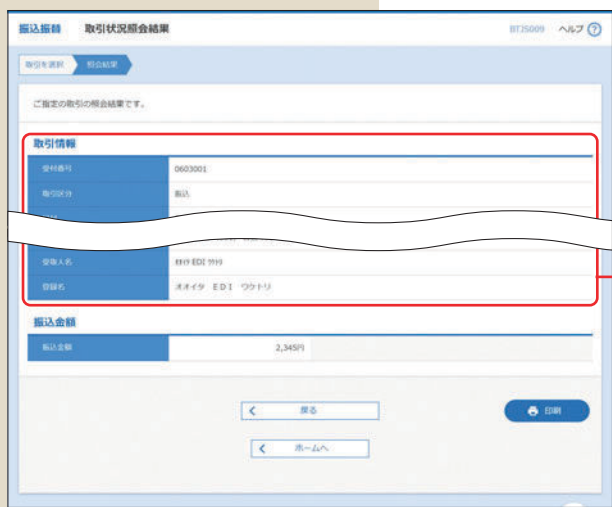 振込振替 取引状況照会結果 BTJS009 ヘルプ ?
取引を選択 照会結果
ご指定の取引の照会結果です。
取引情報
受付番号 0603001
取引区分 振込
受取人名
登録名 オオイタ EDI ウケトリ
振込金額
振込金額 2,345円
戻る 印刷
ホームへ